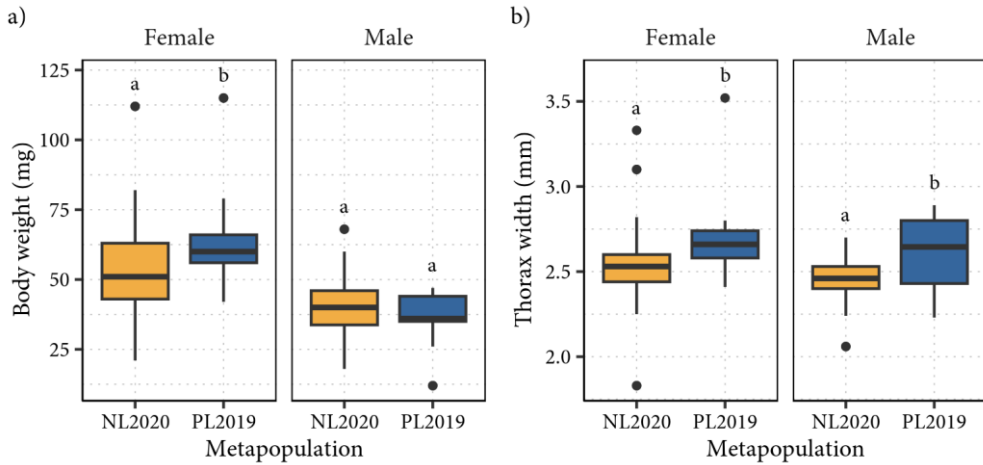 a)
Female Male
Body weight (mg)
125
100
75
50
25
a b
a a
NL2020 PL2019 NL2020 PL2019
Metapopulation
b)
Female Male
Thorax width (mm)
3.5
3.0
2.5
2.0
a b
a b
NL2020 PL2019 NL2020 PL2019
Metapopulation